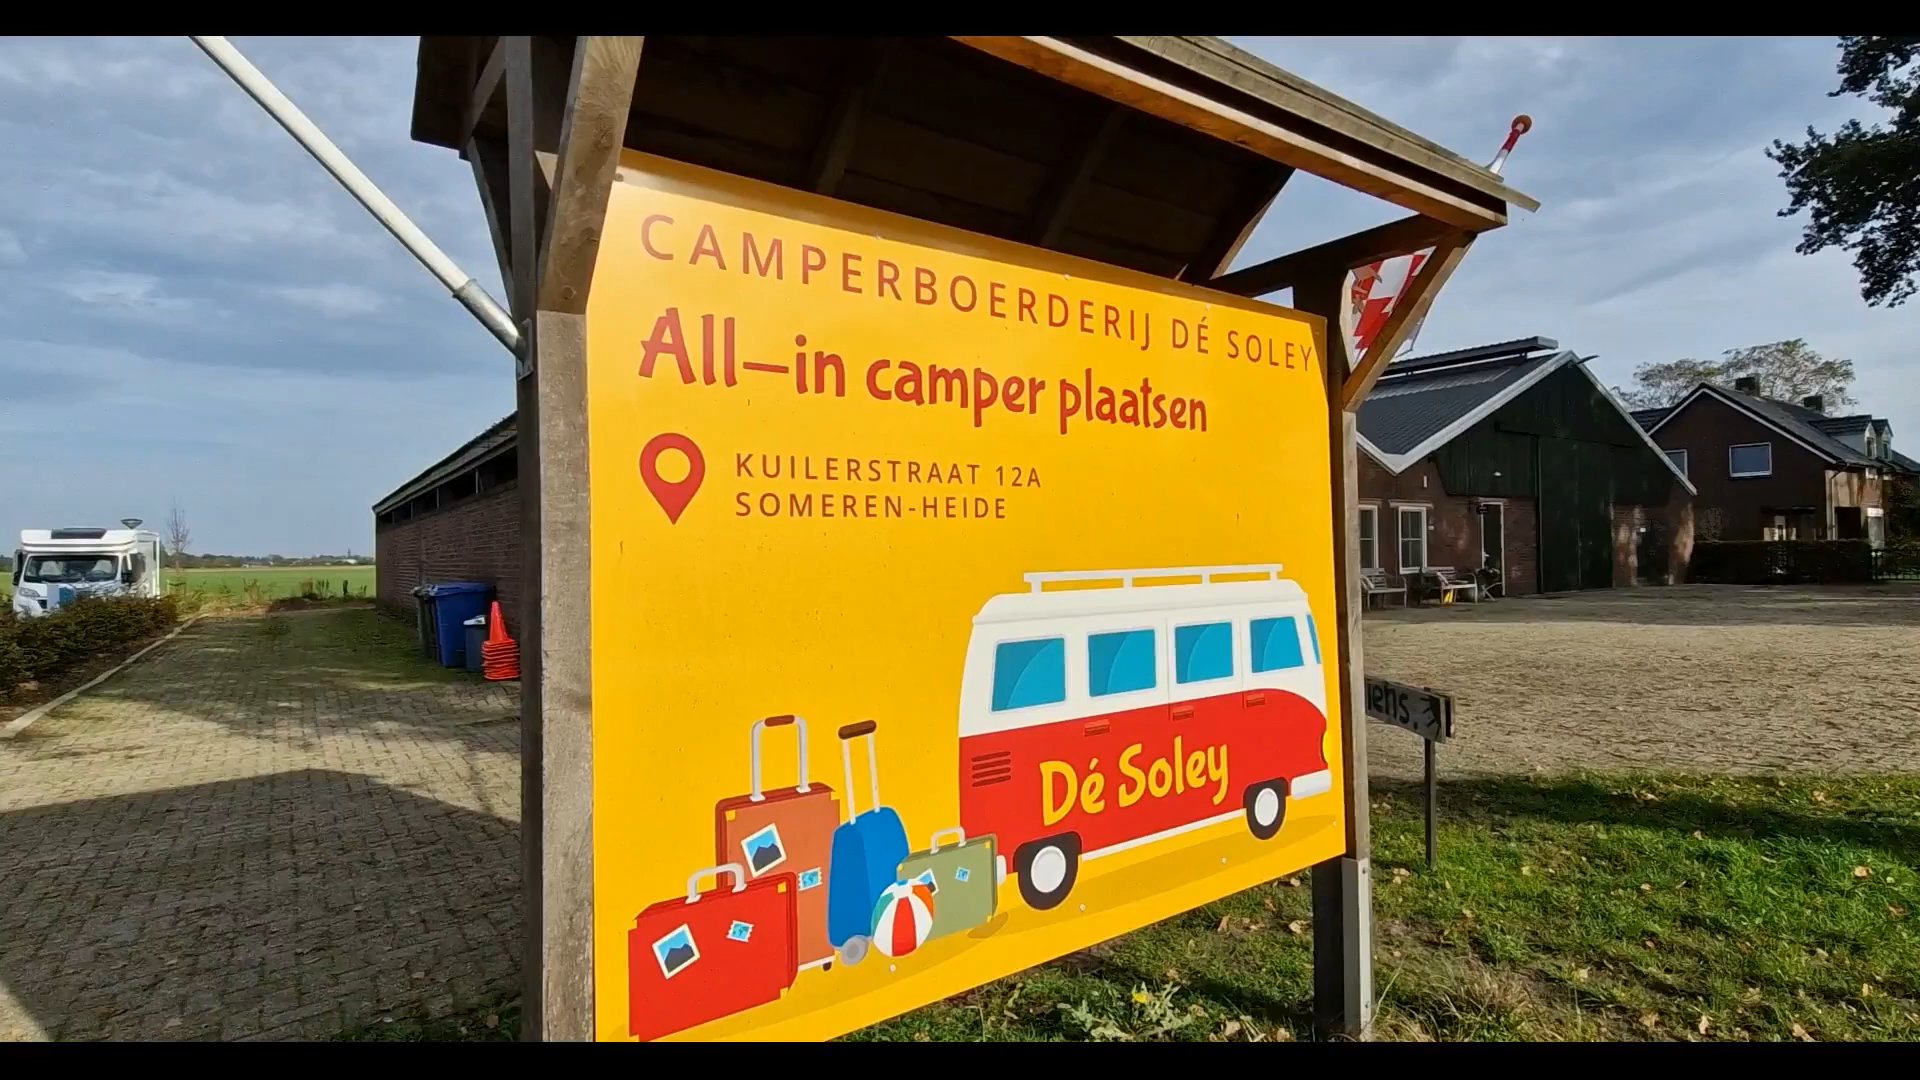 CAMPERBOERDERIJ DÉ SOLEY
All-in camper plaatsen
KUILERSTRAAT 12A
SOMEREN-HEIDE
Dé Soley